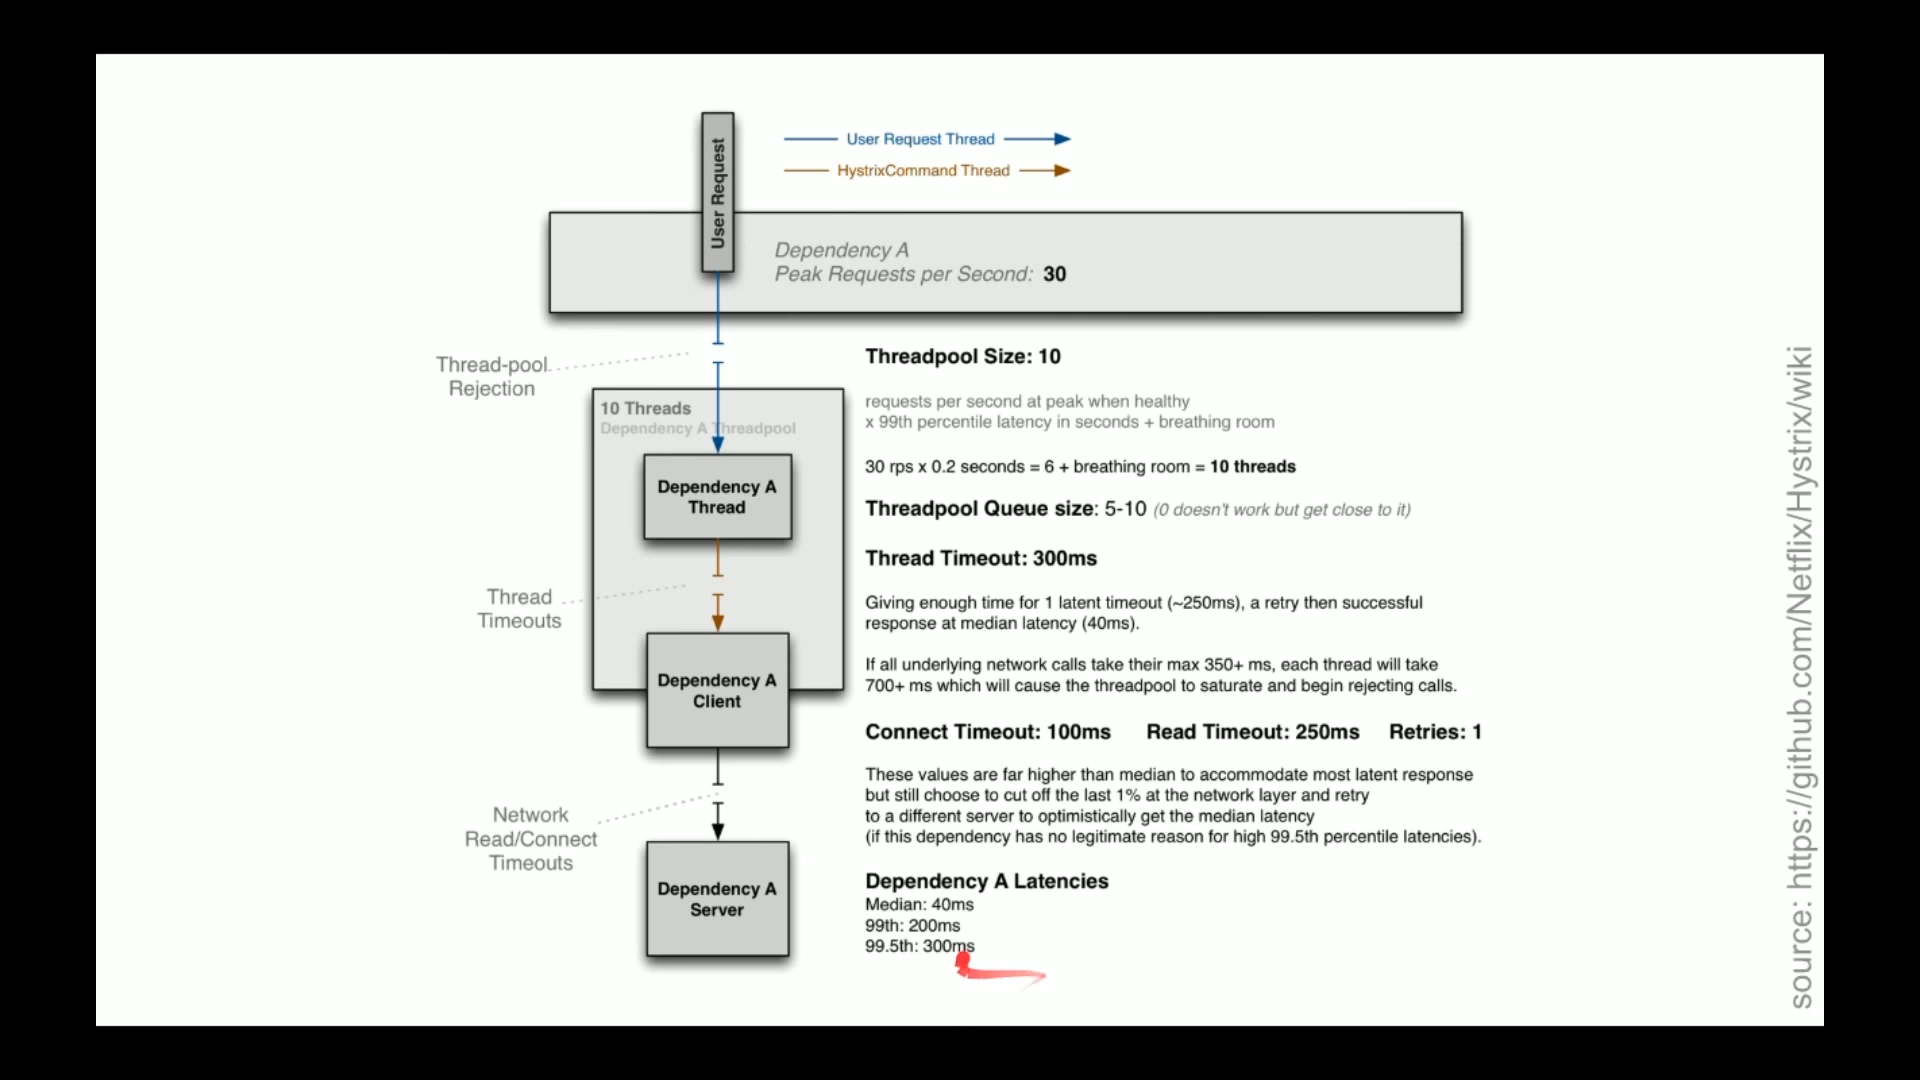 User Request
User Request Thread
HystrixCommand Thread
Dependency A
Peak Requests per Second: 30
Thread-pool
Rejection
10 Threads
Dependency A Threadpool
Dependency A
Thread
Thread
Timeouts
Dependency A
Client
Network
Read/Connect
Timeouts
Dependency A
Server
Threadpool Size: 10
requests per second at peak when healthy
x 99th percentile latency in seconds + breathing room
30 rps x 0.2 seconds = 6 + breathing room = 10 threads
Threadpool Queue size: 5-10 (0 doesn't work but get close to it)
Thread Timeout: 300ms
Giving enough time for 1 latent timeout (~250ms), a retry then successful
response at median latency (40ms).
If all underlying network calls take their max 350+ ms, each thread will take
700+ ms which will cause the threadpool to saturate and begin rejecting calls.
Connect Timeout: 100ms Read Timeout: 250ms Retries: 1
These values are far higher than median to accommodate most latent response
but still choose to cut off the last 1% at the network layer and retry
to a different server to optimistically get the median latency
(if this dependency has no legitimate reason for high 99.5th percentile latencies).
Dependency A Latencies
Median: 40ms
99th: 200ms
99.5th: 300ms
source: https://github.com/Netflix/Hystrix/wiki